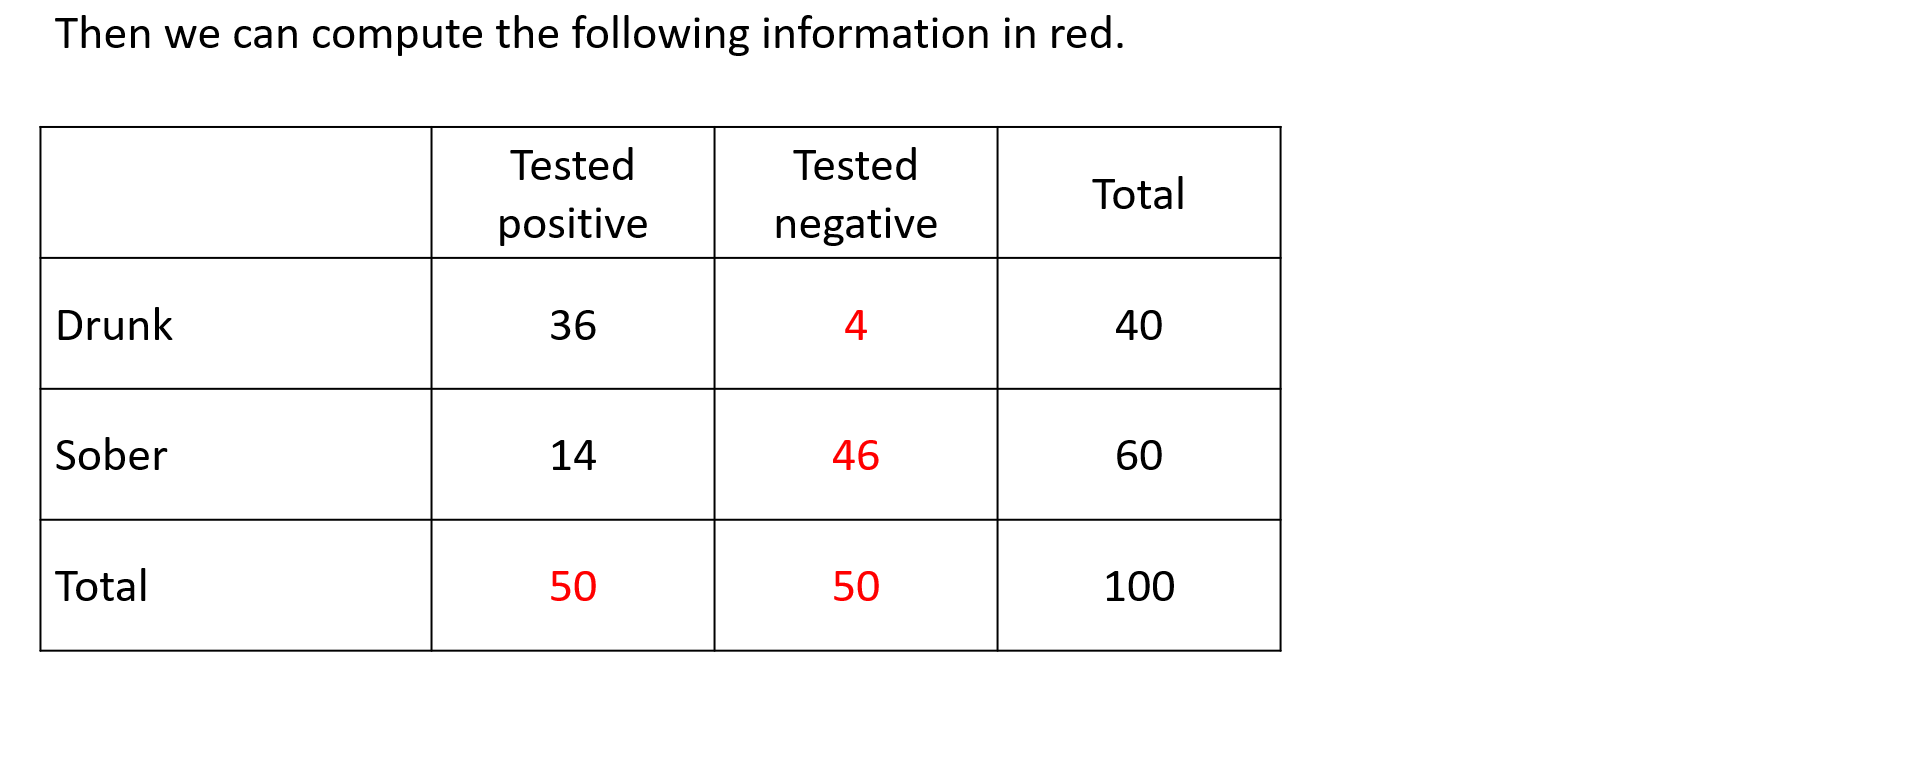 Then we can compute the following information in red.
Tested positive Tested negative Total
Drunk 36 4 40
Sober 14 46 60
Total 50 50 100